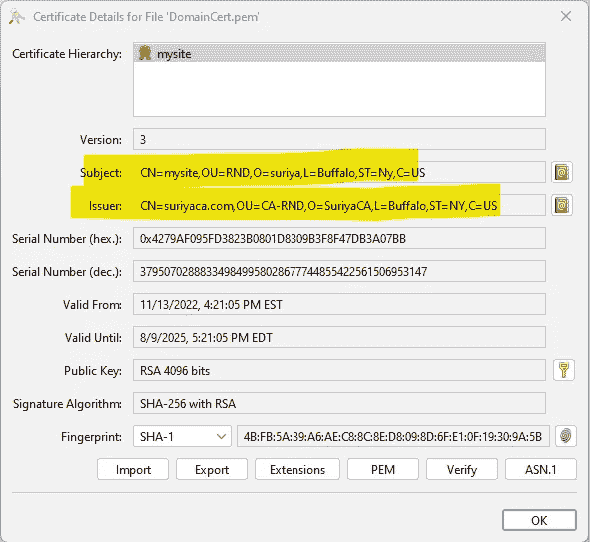 Certificate Details for File 'DomainCert.pem'
Certificate Hierarchy: mysite
Version: 3
Subject: CN=mysite,OU=RND,O=suriya,L=Buffalo,ST=Ny,C=US
Issuer: CN=suriyaca.com,OU=CA-RND,O=SuriyaCA,L=Buffalo,ST=NY,C=US
Serial Number (hex.): 0x4279AF095FD3823B0801D8309B3F8F47DB3A07BB
Serial Number (dec.): 379507028883349849958028677744855422561506953147
Valid From: 11/13/2022, 4:21:05 PM EST
Valid Until: 8/9/2025, 5:21:05 PM EDT
Public Key: RSA 4096 bits
Signature Algorithm: SHA-256 with RSA
Fingerprint: SHA-1 4B:FB:5A:39:A6:AE:C8:8C:8E:D8:09:8D:6F:E1:0F:19:30:9A:5B
Import Export Extensions PEM Verify ASN.1
OK